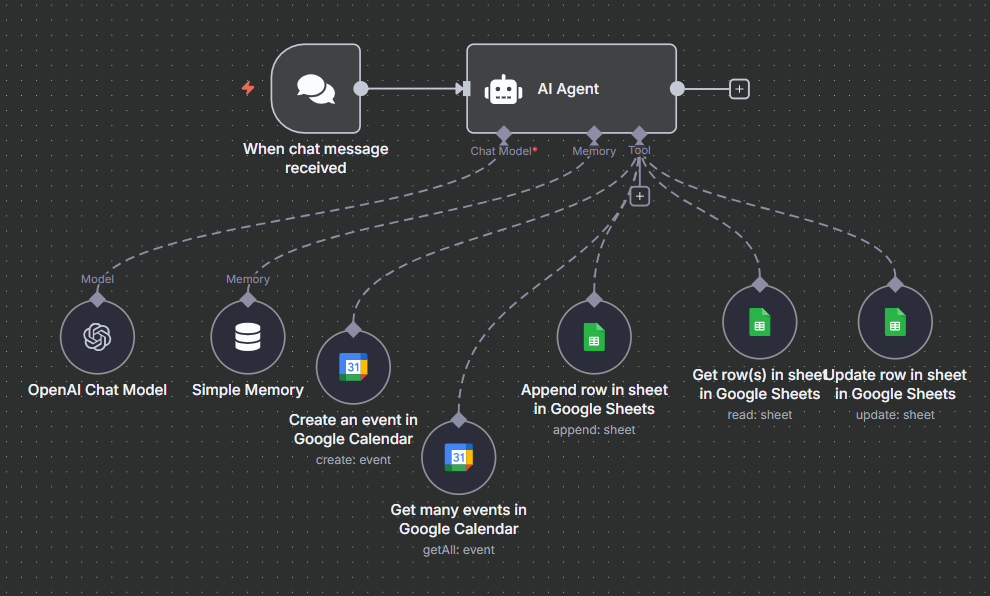 AI Agent
When chat message
received
Chat Model*
Memory
Tool
Model
Memory
OpenAI Chat Model
Simple Memory
31
Create an event in
Google Calendar
create: event
31
Get many events in
Google Calendar
getAll: event
Append row in sheet
in Google Sheets
append: sheet
Get row(s) in sheet
in Google Sheets
read: sheet
Update row in sheet
in Google Sheets
update: sheet